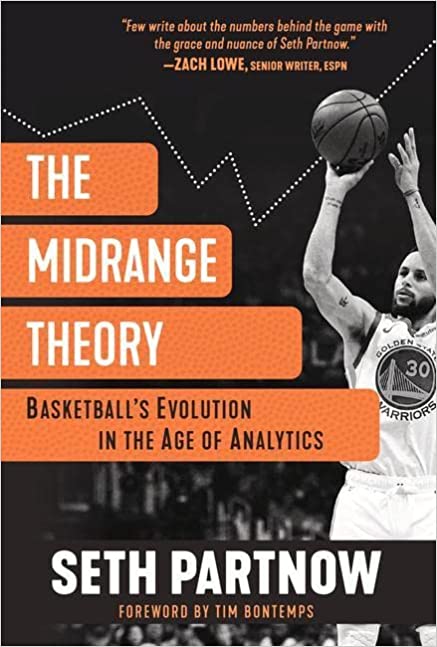 “Few write about the numbers behind the game with
the grace and nuance of Seth Partnow.”
—ZACH LOWE, SENIOR WRITER, ESPN
THE
MIDRANGE
THEORY
BASKETBALL’S EVOLUTION
IN THE AGE OF ANALYTICS
GOLDEN STATE
30
WARRIORS
SETH PARTNOW
FOREWORD BY TIM BONTEMPS